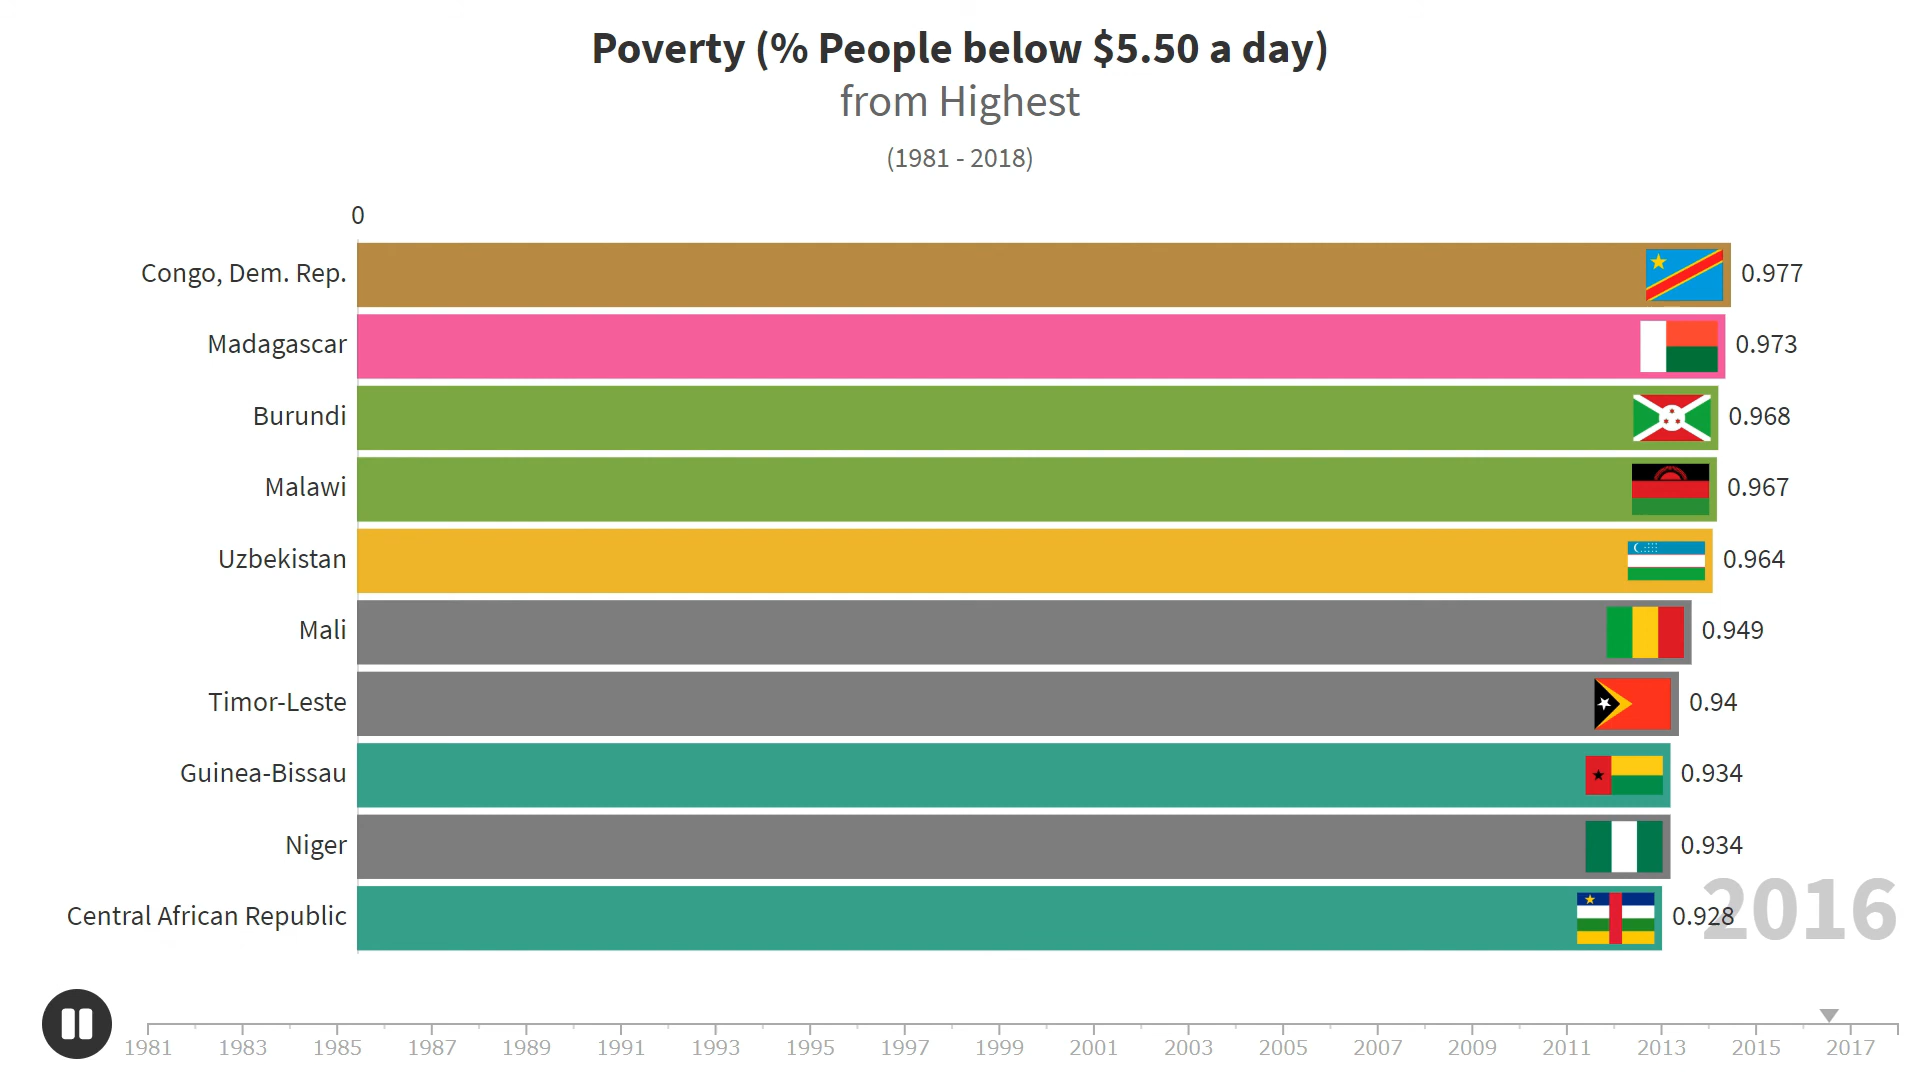 Poverty (% People below $5.50 a day)
from Highest
(1981 - 2018)
0
Congo, Dem. Rep. 0.977
Madagascar 0.973
Burundi 0.968
Malawi 0.967
Uzbekistan 0.964
Mali 0.949
Timor-Leste 0.94
Guinea-Bissau 0.934
Niger 0.934
Central African Republic 0.928
2016
1981 1983 1985 1987 1989 1991 1993 1995 1997 1999 2001 2003 2005 2007 2009 2011 2013 2015 2017